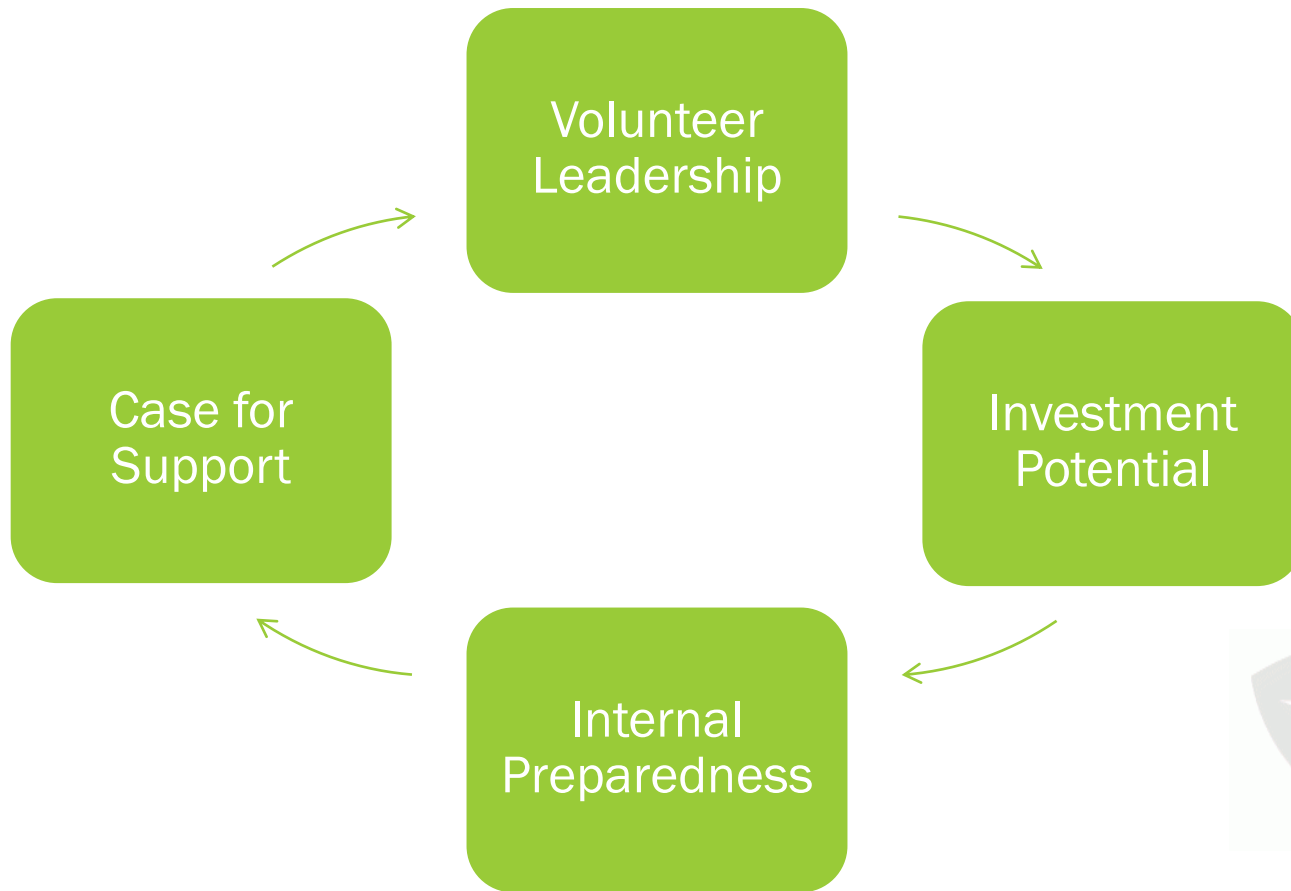 Volunteer
Leadership
Case for
Support
Investment
Potential
Internal
Preparedness